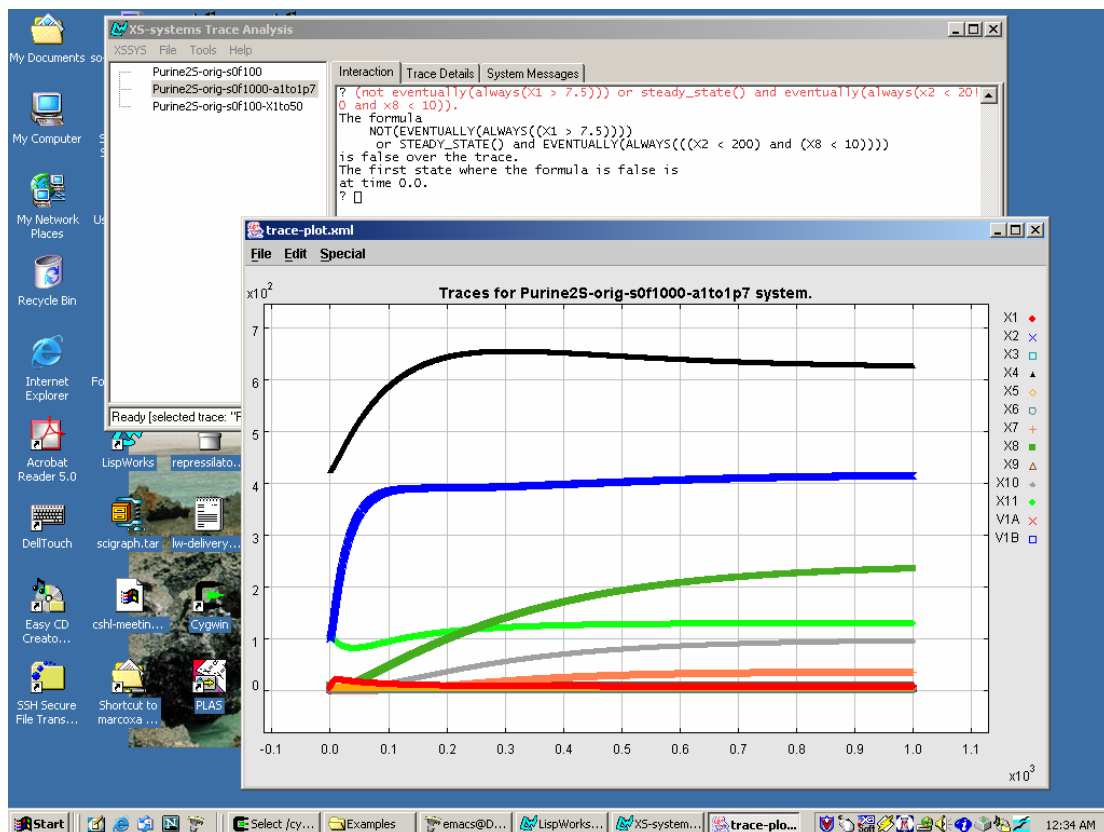 XS-systems Trace Analysis
XSSYS File Tools Help
Purine2S-orig-s0f100
Purine2S-orig-s0f1000-a1to1p7
Purine2S-orig-s0f100-X1to50
Interaction Trace Details System Messages
? (not eventually(always(X1 > 7.5))) or steady_state() and eventually(always(x2 < 20!
0 and x8 < 10)).
The formula
NOT(EVENTUALLY(ALWAYS((X1 > 7.5))))
or STEADY_STATE() and EVENTUALLY(ALWAYS(((X2 < 200) and (X8 < 10))))
is false over the trace.
The first state where the formula is false is
at time 0.0.
?
Ready [selected trace: "P
trace-plot.xml
File Edit Special
x10²
Traces for Purine2S-orig-s0f1000-a1to1p7 system.
7
6
5
4
3
2
1
0
-0.1 0.0 0.1 0.2 0.3 0.4 0.5 0.6 0.7 0.8 0.9 1.0 1.1
x10³
X1
X2
X3
X4
X5
X6
X7
X8
X9
X10
X11
V1A
V1B
My Documents
so-
My Computer
My Network
Places
Recycle Bin
Internet
Explorer
Fo
Acrobat
Reader 5.0
LispWorks
repressilato...
DellTouch
scigraph.tar
lw-delivery...
Easy CD
Creato...
cshl-meetin...
Cygwin
SSH Secure
File Trans...
Shortcut to
marcoxa ...
PLAS
Start
Select /cy...
Examples
emacs@D...
LispWorks...
XS-system...
trace-plo...
12:34 AM